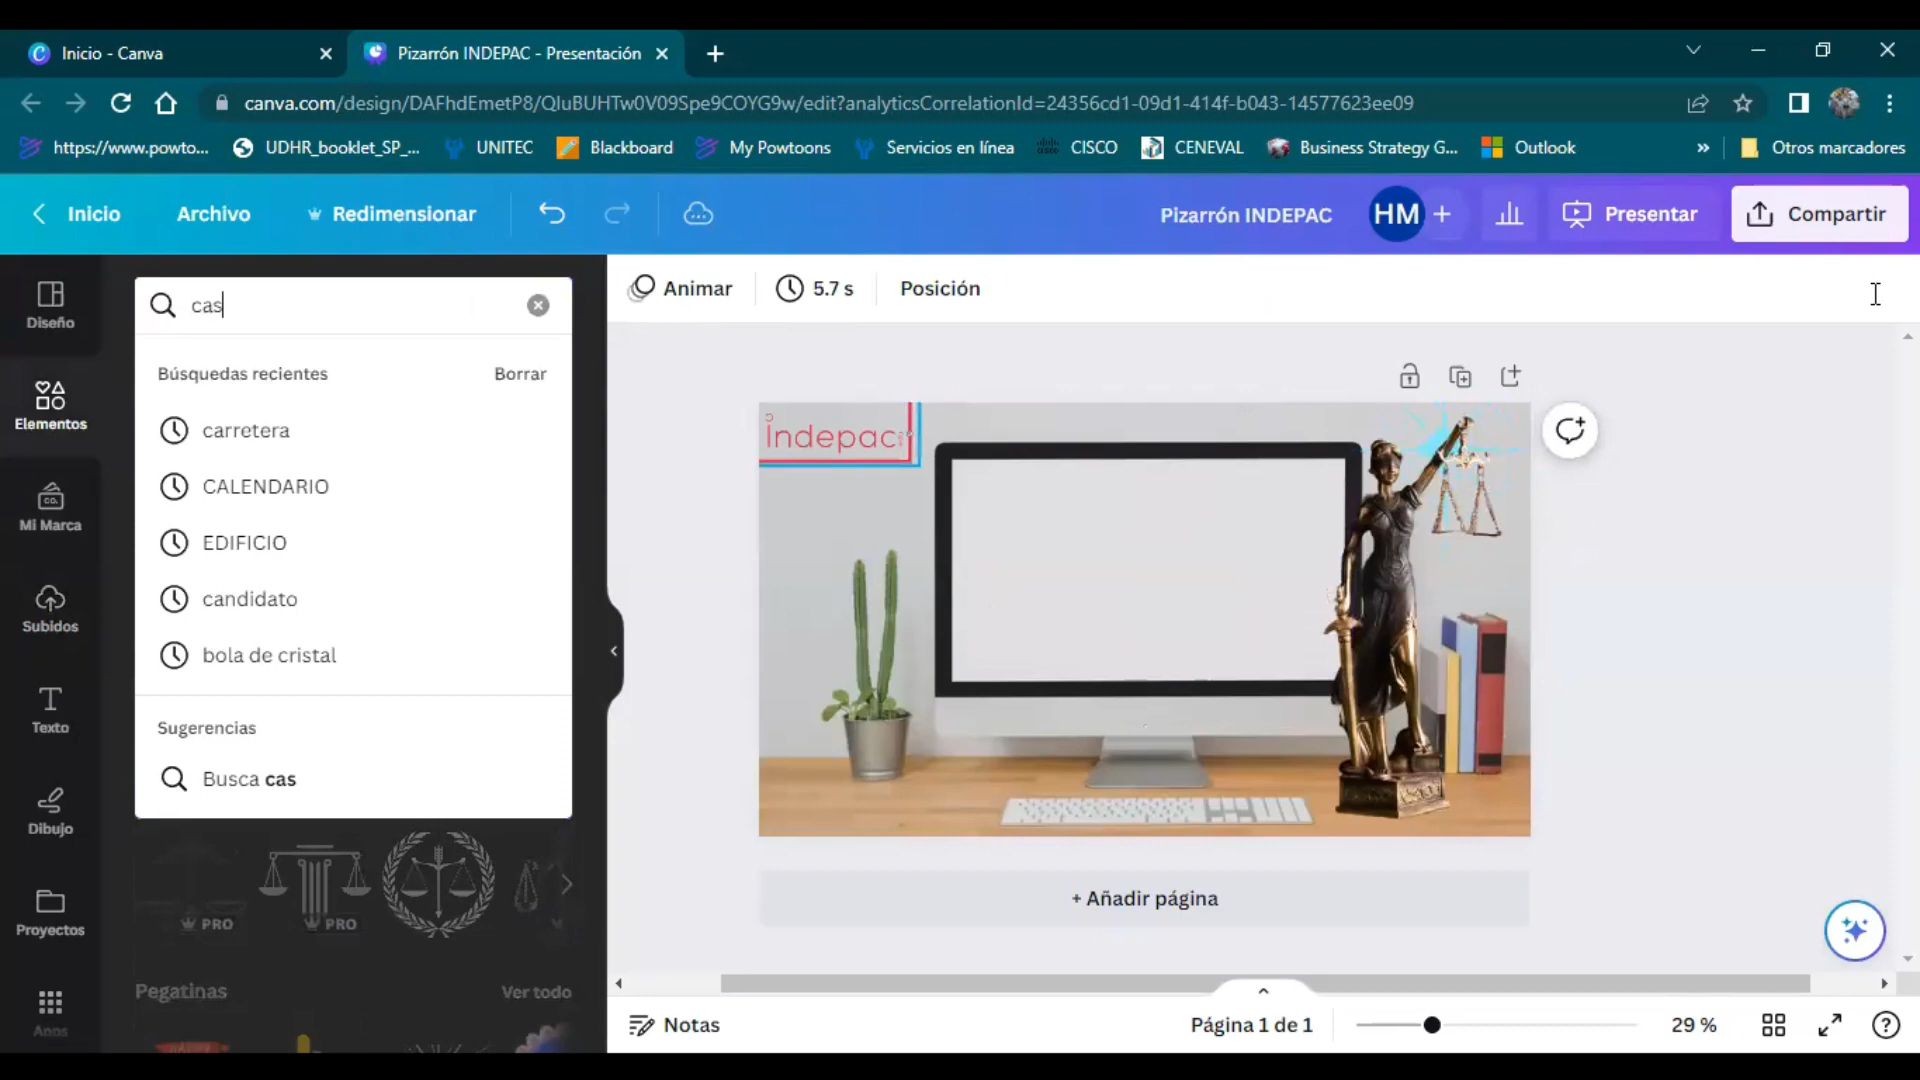 Inicio - Canva
Pizarrón INDEPAC - Presentación
canva.com/design/DAFhdEmetP8/QluBUHTw0V09Spe9COYG9w/edit?analyticsCorrelationId=24356cd1-09d1-414f-b043-14577623ee09
https://www.powto...
UDHR_booklet_SP_...
UNITEC
Blackboard
My Powtoons
Servicios en línea
CISCO
CENEVAL
Business Strategy G...
Outlook
»
Otros marcadores
Inicio
Archivo
Redimensionar
Pizarrón INDEPAC
HM
Presentar
Compartir
Diseño
Elementos
Mi Marca
Subidos
Texto
Dibujo
Proyectos
Apps
cas
Búsquedas recientes
Borrar
carretera
CALENDARIO
EDIFICIO
candidato
bola de cristal
Sugerencias
Busca cas
PRO
PRO
Pegatinas
Ver todo
Animar
5.7 s
Posición
Indepac
+ Añadir página
Notas
Página 1 de 1
29 %